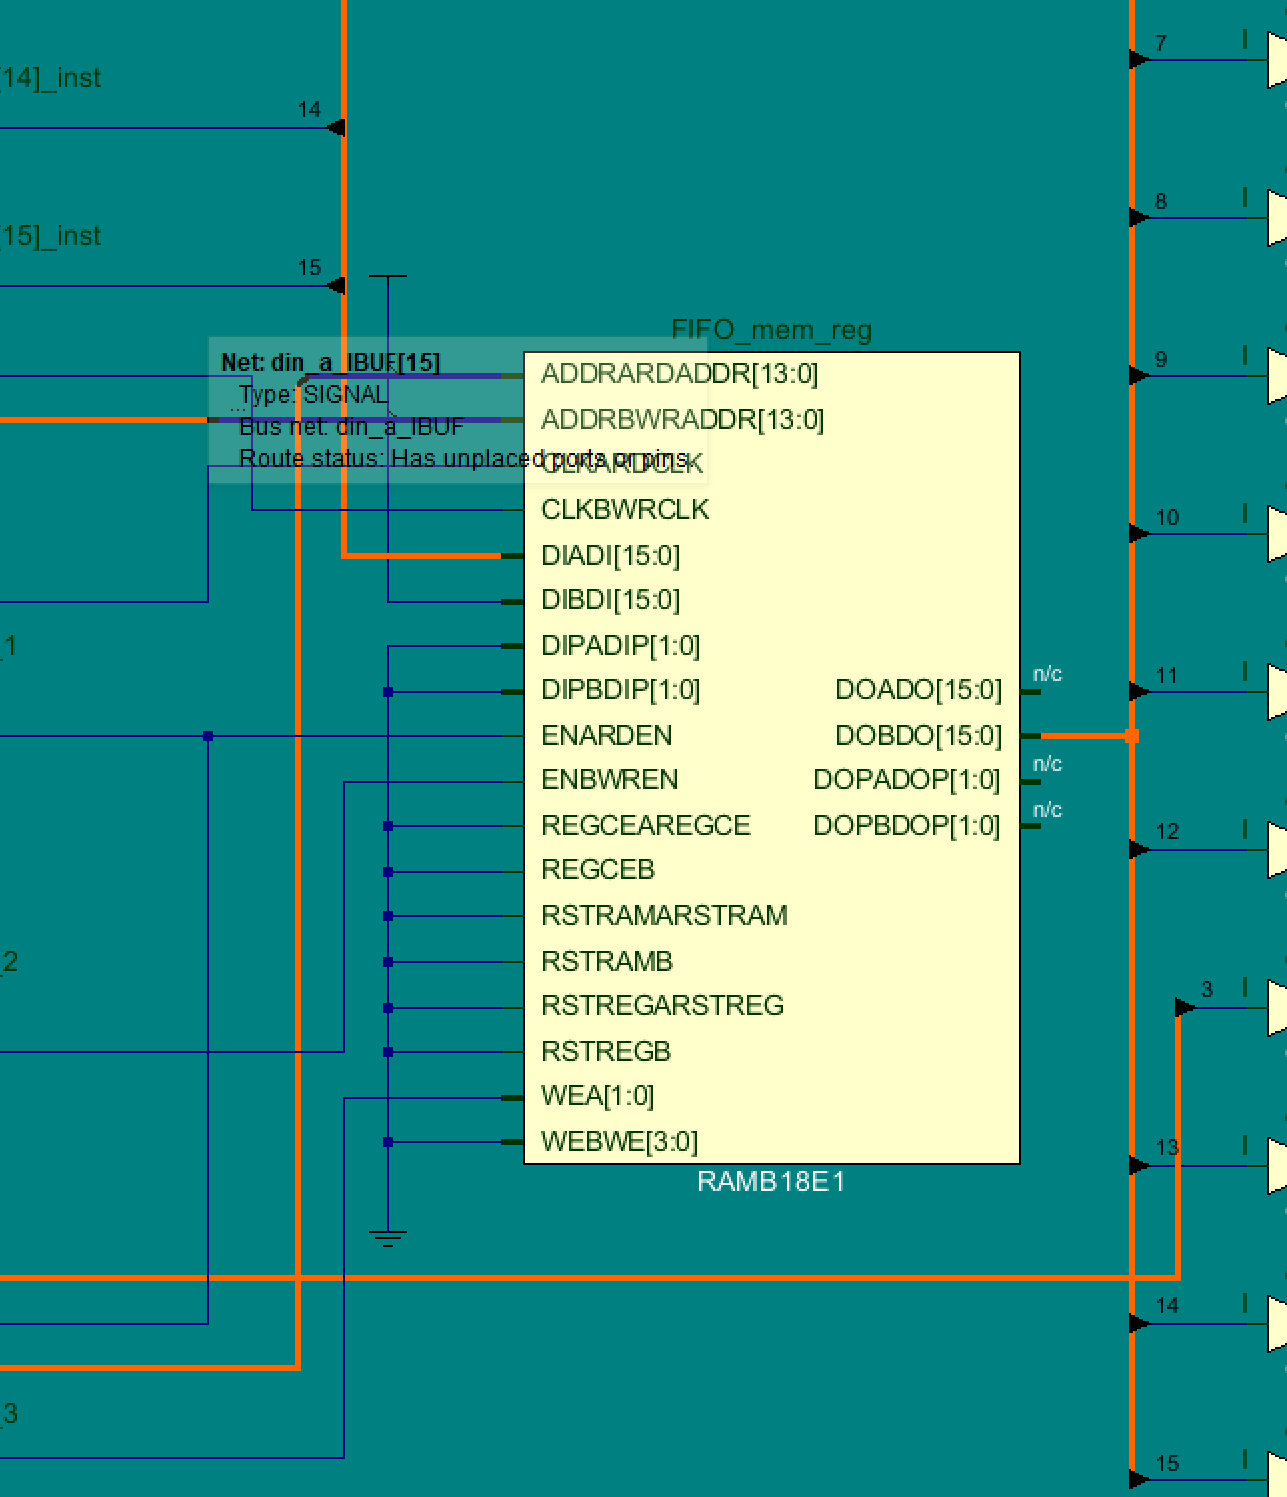 7
[14]_inst
14
8
[15]_inst
15
FIFO_mem_reg
9
Net: din_a_IBUF[15]
Type: SIGNAL
...
Bus net: din_a_IBUF
Route status: Has unplaced ports or pins.
ADDRARDADDR[13:0]
ADDRBWRADDR[13:0]
CLKARDCLK
CLKBWRCLK
10
DIADI[15:0]
DIBDI[15:0]
_1
DIPADIP[1:0]
n/c
11
DIPBDIP[1:0]
DOADO[15:0]
ENARDEN
DOBDO[15:0]
n/c
ENBWREN
DOPADOP[1:0]
n/c
REGCEAREGCE
DOPBDOP[1:0]
12
REGCEB
RSTRAMARSTRAM
_2
RSTRAMB
3
RSTREGARSTREG
RSTREGB
WEA[1:0]
WEBWE[3:0]
13
RAMB18E1
14
_3
15
I
I
I
I
I
I
I
I
I
I